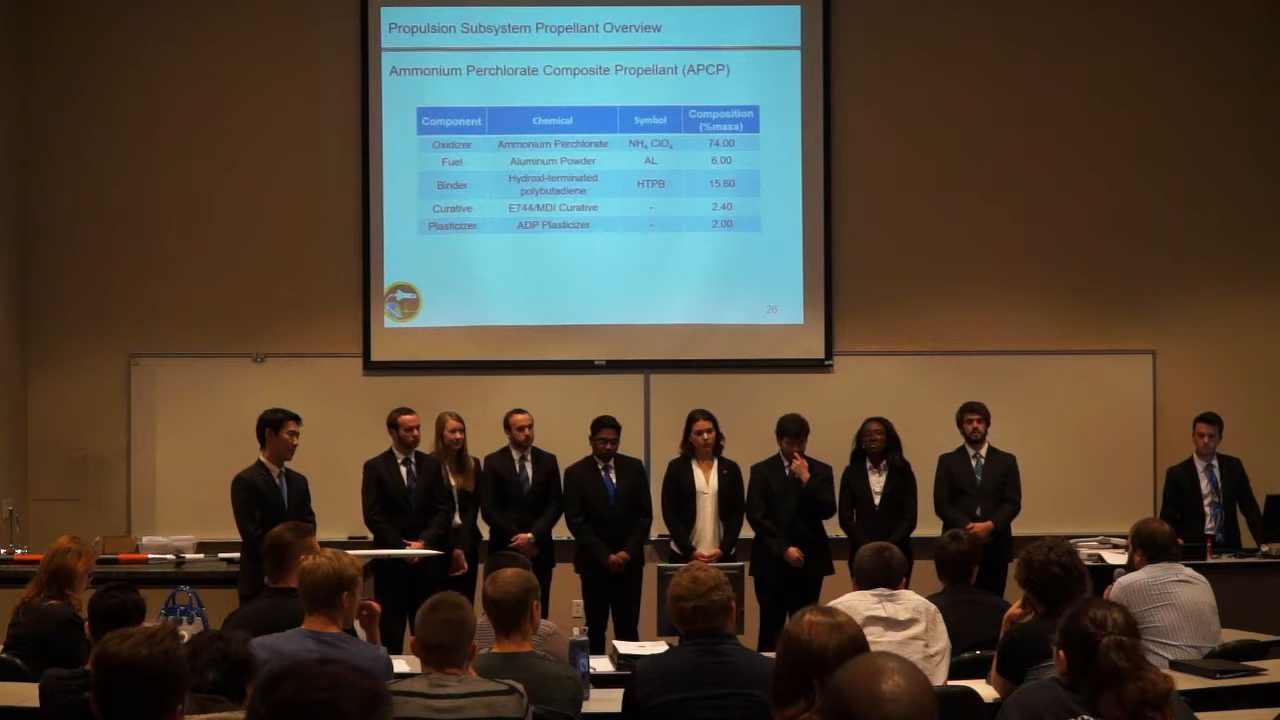 Propulsion Subsystem Propellant Overview
Ammonium Perchlorate Composite Propellant (APCP)
Component Chemical Symbol Composition (%mass)
Oxidizer Ammonium Perchlorate NH₄ ClO₄ 74.00
Fuel Aluminum Powder AL 6.00
Binder Hydroxl-terminated polybutadiene HTPB 15.60
Curative E744/MDI Curative - 2.40
Plasticizer ADP Plasticizer - 2.00
26